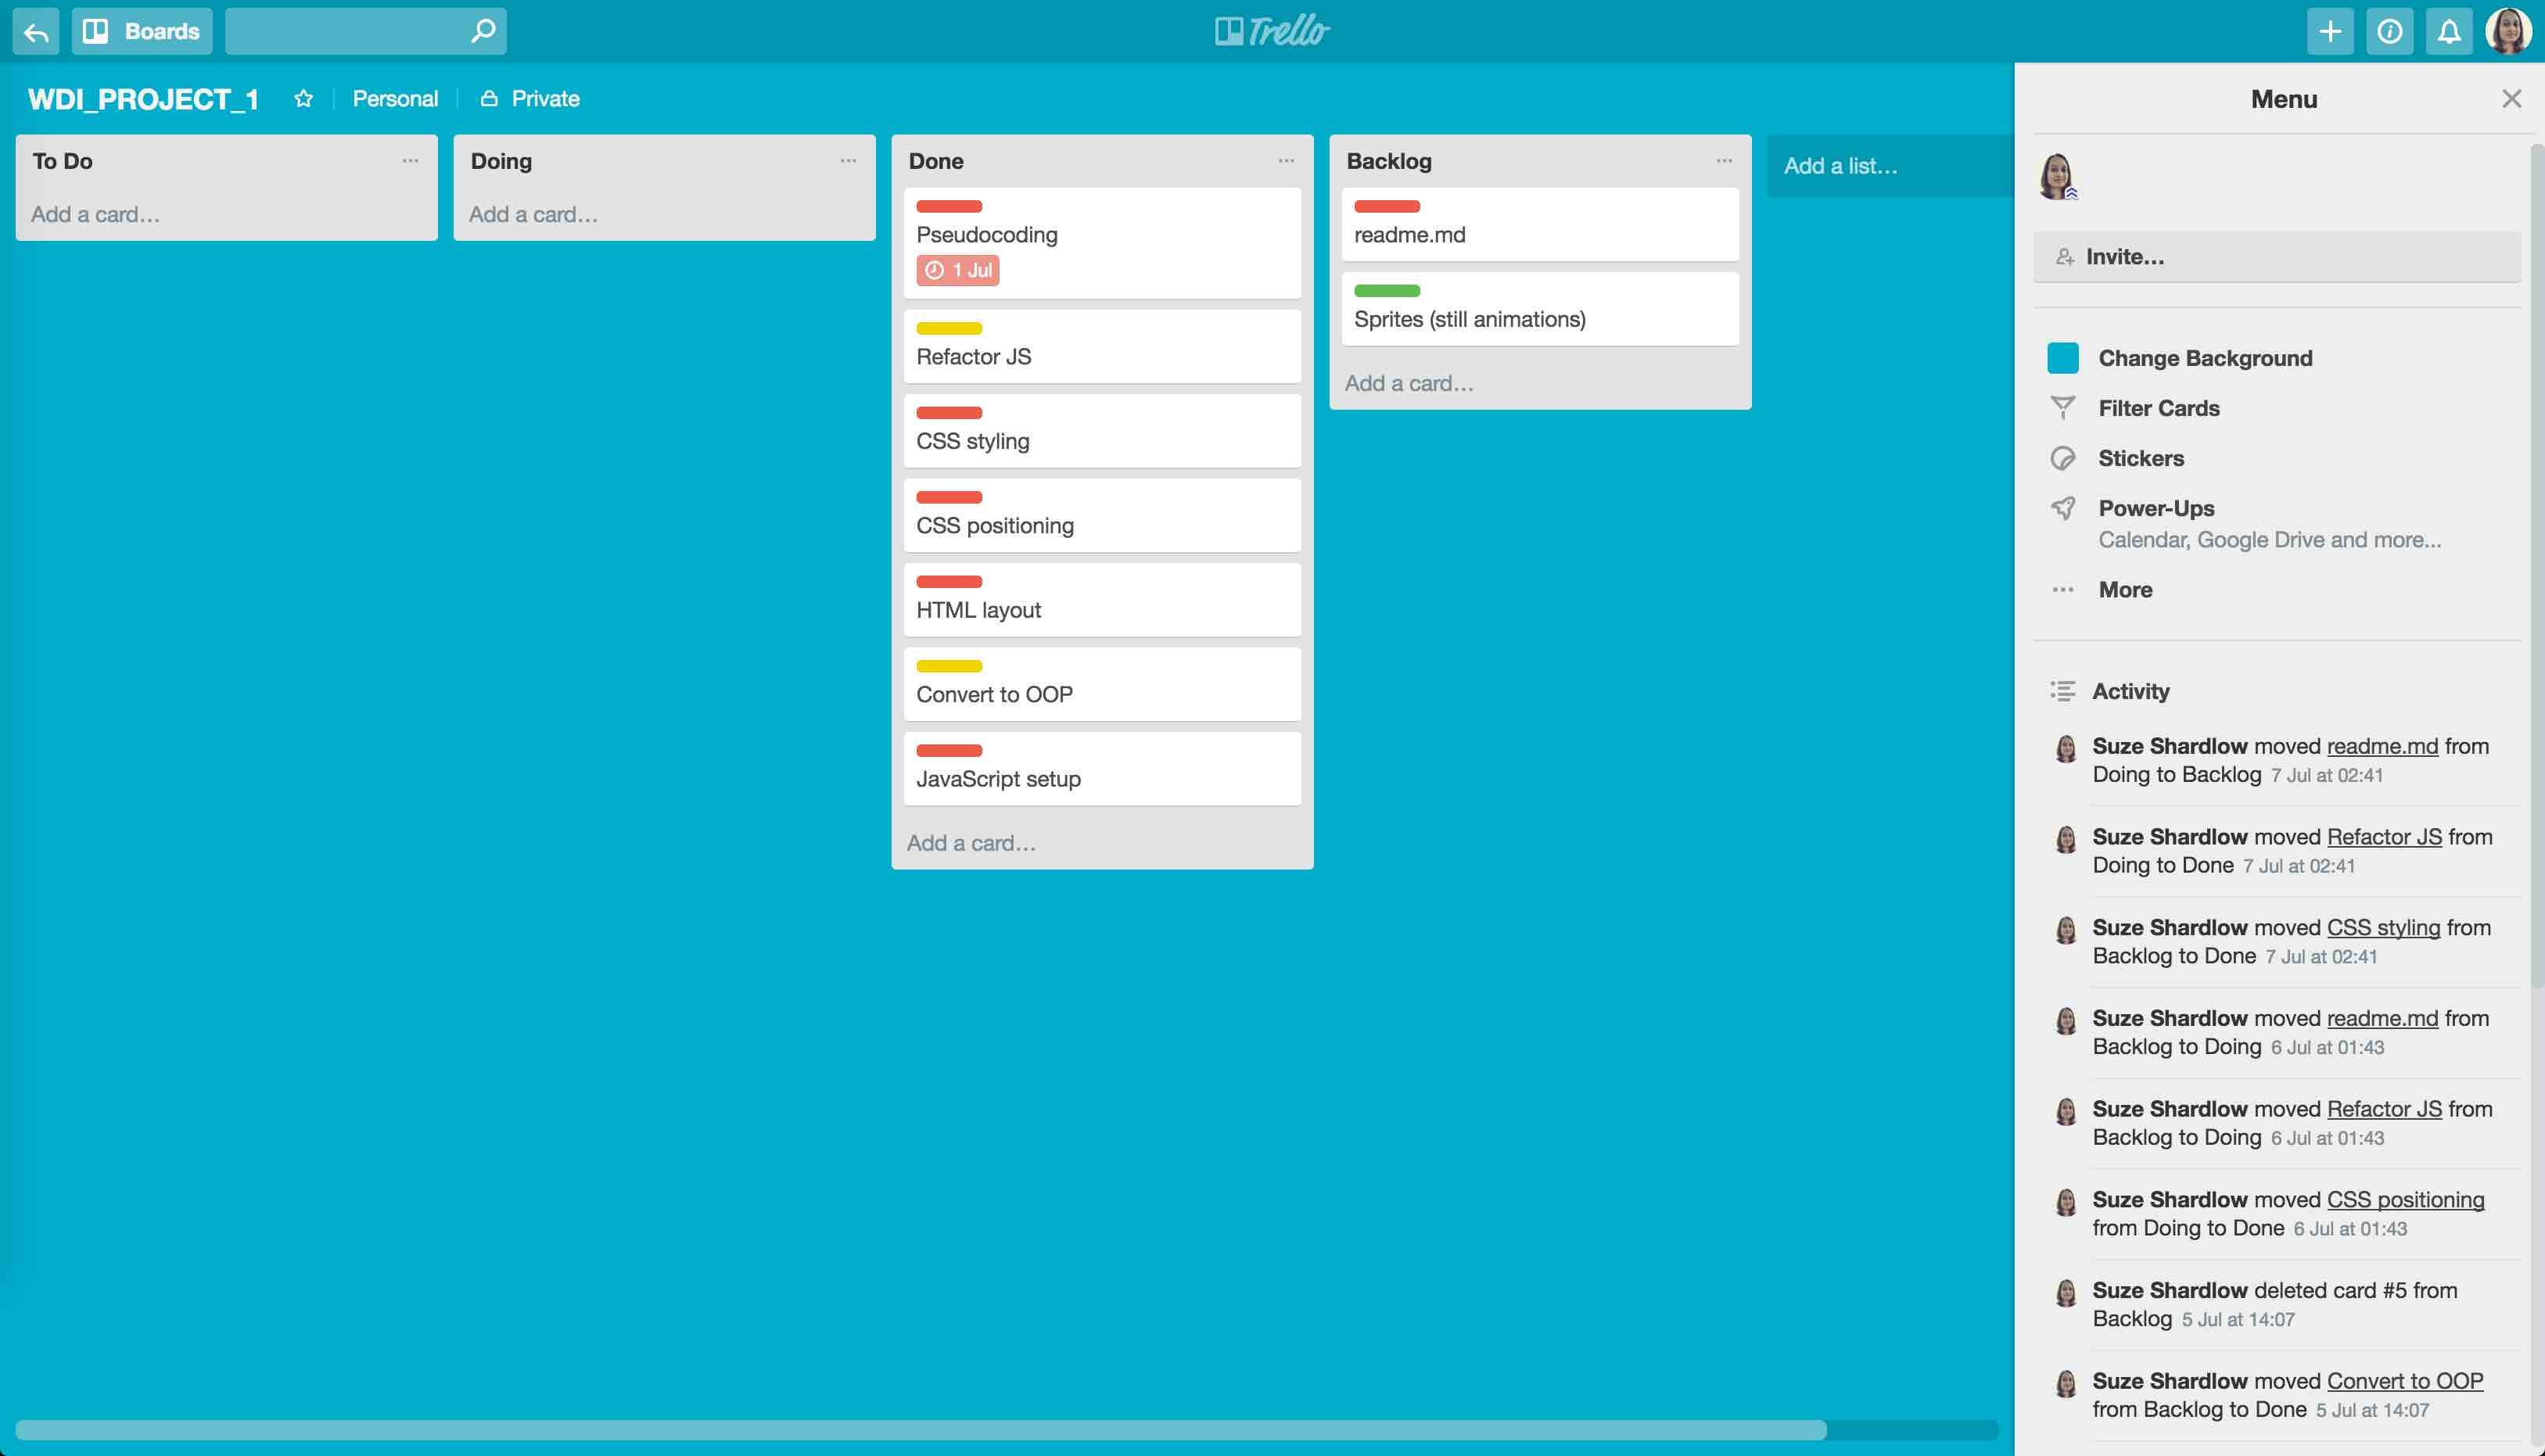 Boards
Trello
WDI_PROJECT_1
Personal
Private
To Do
Add a card…
Doing
Add a card…
Done
Pseudocoding
1 Jul
Refactor JS
CSS styling
CSS positioning
HTML layout
Convert to OOP
JavaScript setup
Add a card…
Backlog
readme.md
Sprites (still animations)
Add a card…
Add a list…
Menu
Invite…
Change Background
Filter Cards
Stickers
Power-Ups
Calendar, Google Drive and more…
More
Activity
Suze Shardlow moved readme.md from
Doing to Backlog 7 Jul at 02:41
Suze Shardlow moved Refactor JS from
Doing to Done 7 Jul at 02:41
Suze Shardlow moved CSS styling from
Backlog to Done 7 Jul at 02:41
Suze Shardlow moved readme.md from
Backlog to Doing 6 Jul at 01:43
Suze Shardlow moved Refactor JS from
Backlog to Doing 6 Jul at 01:43
Suze Shardlow moved CSS positioning
from Doing to Done 6 Jul at 01:43
Suze Shardlow deleted card #5 from
Backlog 5 Jul at 14:07
Suze Shardlow moved Convert to OOP
from Backlog to Done 5 Jul at 14:07